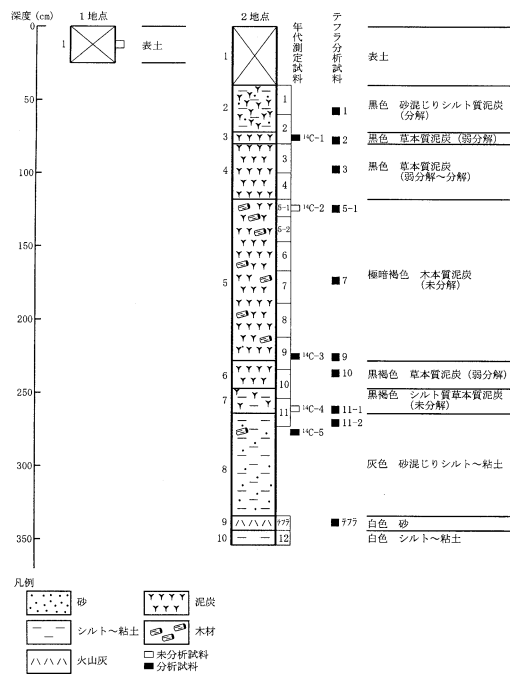 深度 (cm)
1地点
2地点
年代測定試料
テフラ分析試料
0
50
100
150
200
250
300
350
1
表土
1
2
3
4
5
6
7
8
9
10
1
2
3
4
5-1
5-2
6
7
8
9
10
11
テフラ
12
¹⁴C-1
¹⁴C-2
¹⁴C-3
¹⁴C-4
¹⁴C-5
1
2
3
5-1
7
9
10
11-1
11-2
テフラ
表土
黒色 砂混じりシルト質泥炭
(分解)
黒色 草本質泥炭 (弱分解)
黒色 草本質泥炭
(弱分解〜分解)
極暗褐色 木本質泥炭
(未分解)
黒褐色 草本質泥炭 (弱分解)
黒褐色 シルト質草本質泥炭
(未分解)
灰色 砂混じりシルト〜粘土
白色 砂
白色 シルト〜粘土
凡例
砂
泥炭
シルト〜粘土
木材
火山灰
未分析試料
分析試料